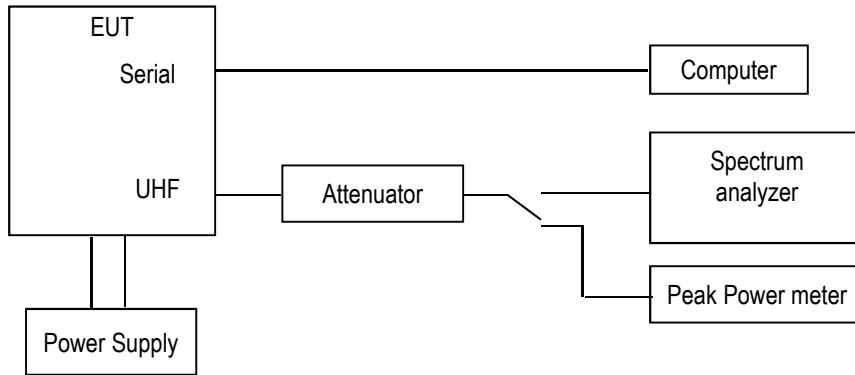 EUT
Serial
Computer
UHF
Attenuator
Spectrum
analyzer
Peak Power meter
Power Supply